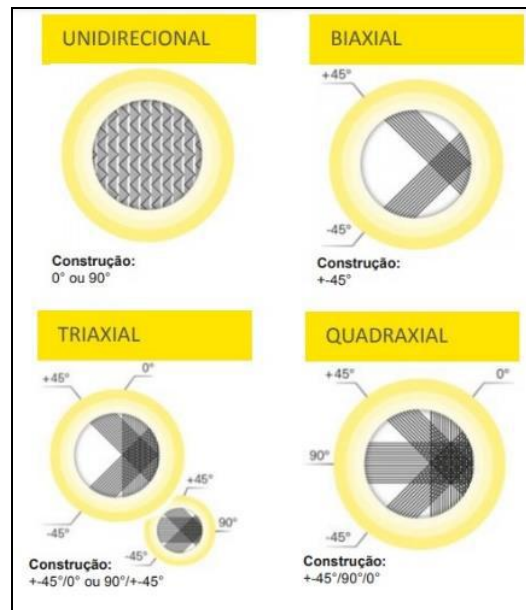 UNIDIRECIONAL
Construção:
0° ou 90°
BIAXIAL
+45°
-45°
Construção:
+-45°
TRIAXIAL
+45°
0°
-45°
+45°
90°
-45°
Construção:
+-45°/0° ou 90°/+-45°
QUADRAXIAL
+45°
0°
90°
-45°
Construção:
+-45°/90°/0°